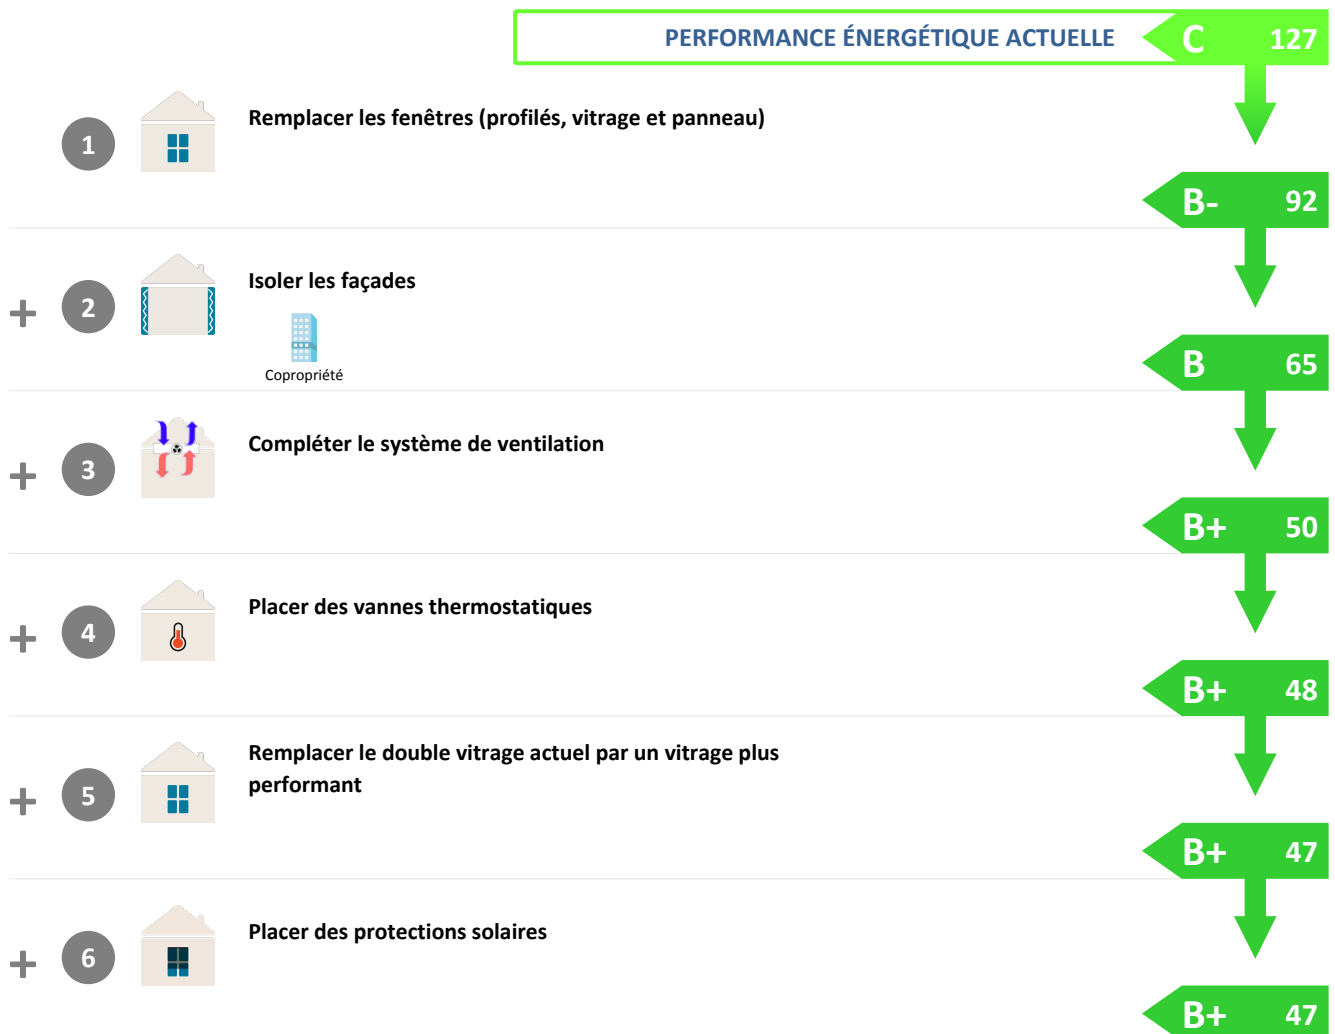 PERFORMANCE ÉNERGÉTIQUE ACTUELLE C 127
1 Remplacer les fenêtres (profilés, vitrage et panneau)
B- 92
+ 2 Isoler les façades
Copropriété
B 65
+ 3 Compléter le système de ventilation
B+ 50
+ 4 Placer des vannes thermostatiques
B+ 48
+ 5 Remplacer le double vitrage actuel par un vitrage plus
performant
B+ 47
+ 6 Placer des protections solaires
B+ 47